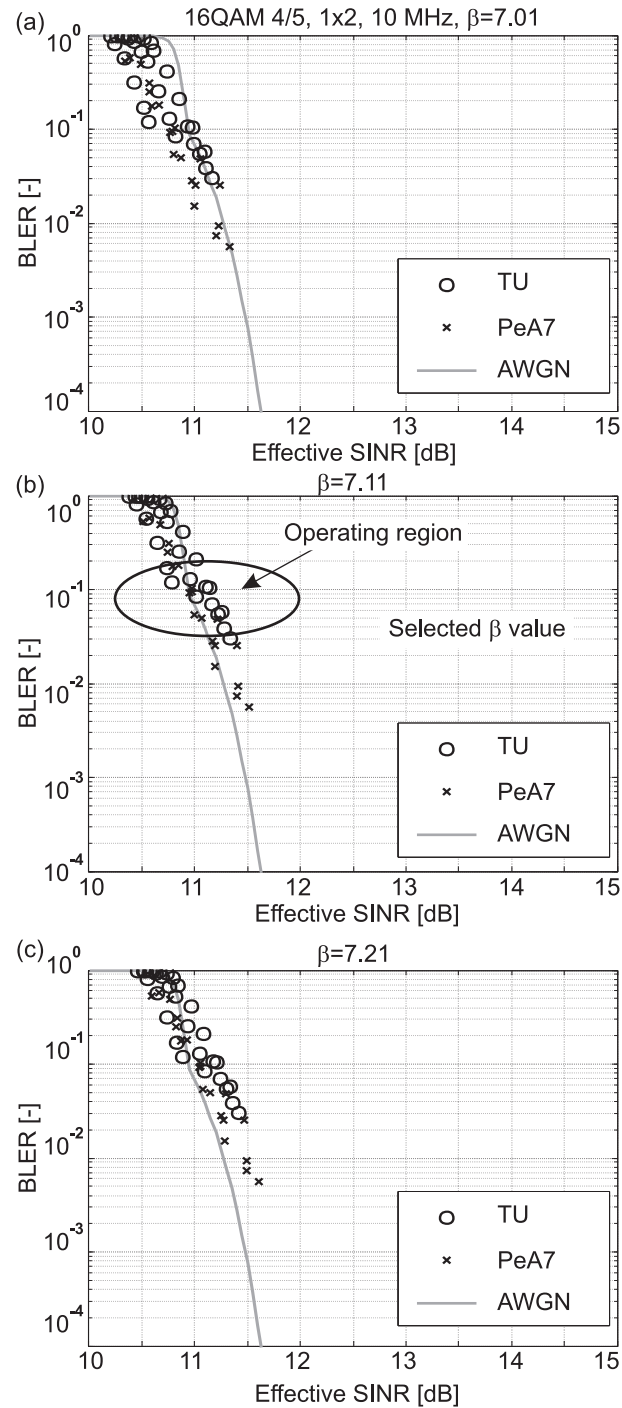 (a) 16QAM 4/5, 1x2, 10 MHz, β=7.01
10^0
10^-1
10^-2
10^-3
10^-4
BLER [-]
TU
PeA7
AWGN
10 11 12 13 14 15
Effective SINR [dB]
(b) β=7.11
10^0
10^-1
10^-2
10^-3
10^-4
BLER [-]
Operating region
Selected β value
TU
PeA7
AWGN
10 11 12 13 14 15
Effective SINR [dB]
(c) β=7.21
10^0
10^-1
10^-2
10^-3
10^-4
BLER [-]
TU
PeA7
AWGN
10 11 12 13 14 15
Effective SINR [dB]